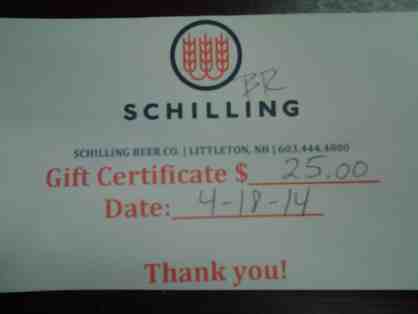 BR
SCHILLING
SCHILLING BEER CO. | LITTLETON, NH | 603.444.4800
Gift Certificate $ 25.00
Date: 4-18-14
Thank you!